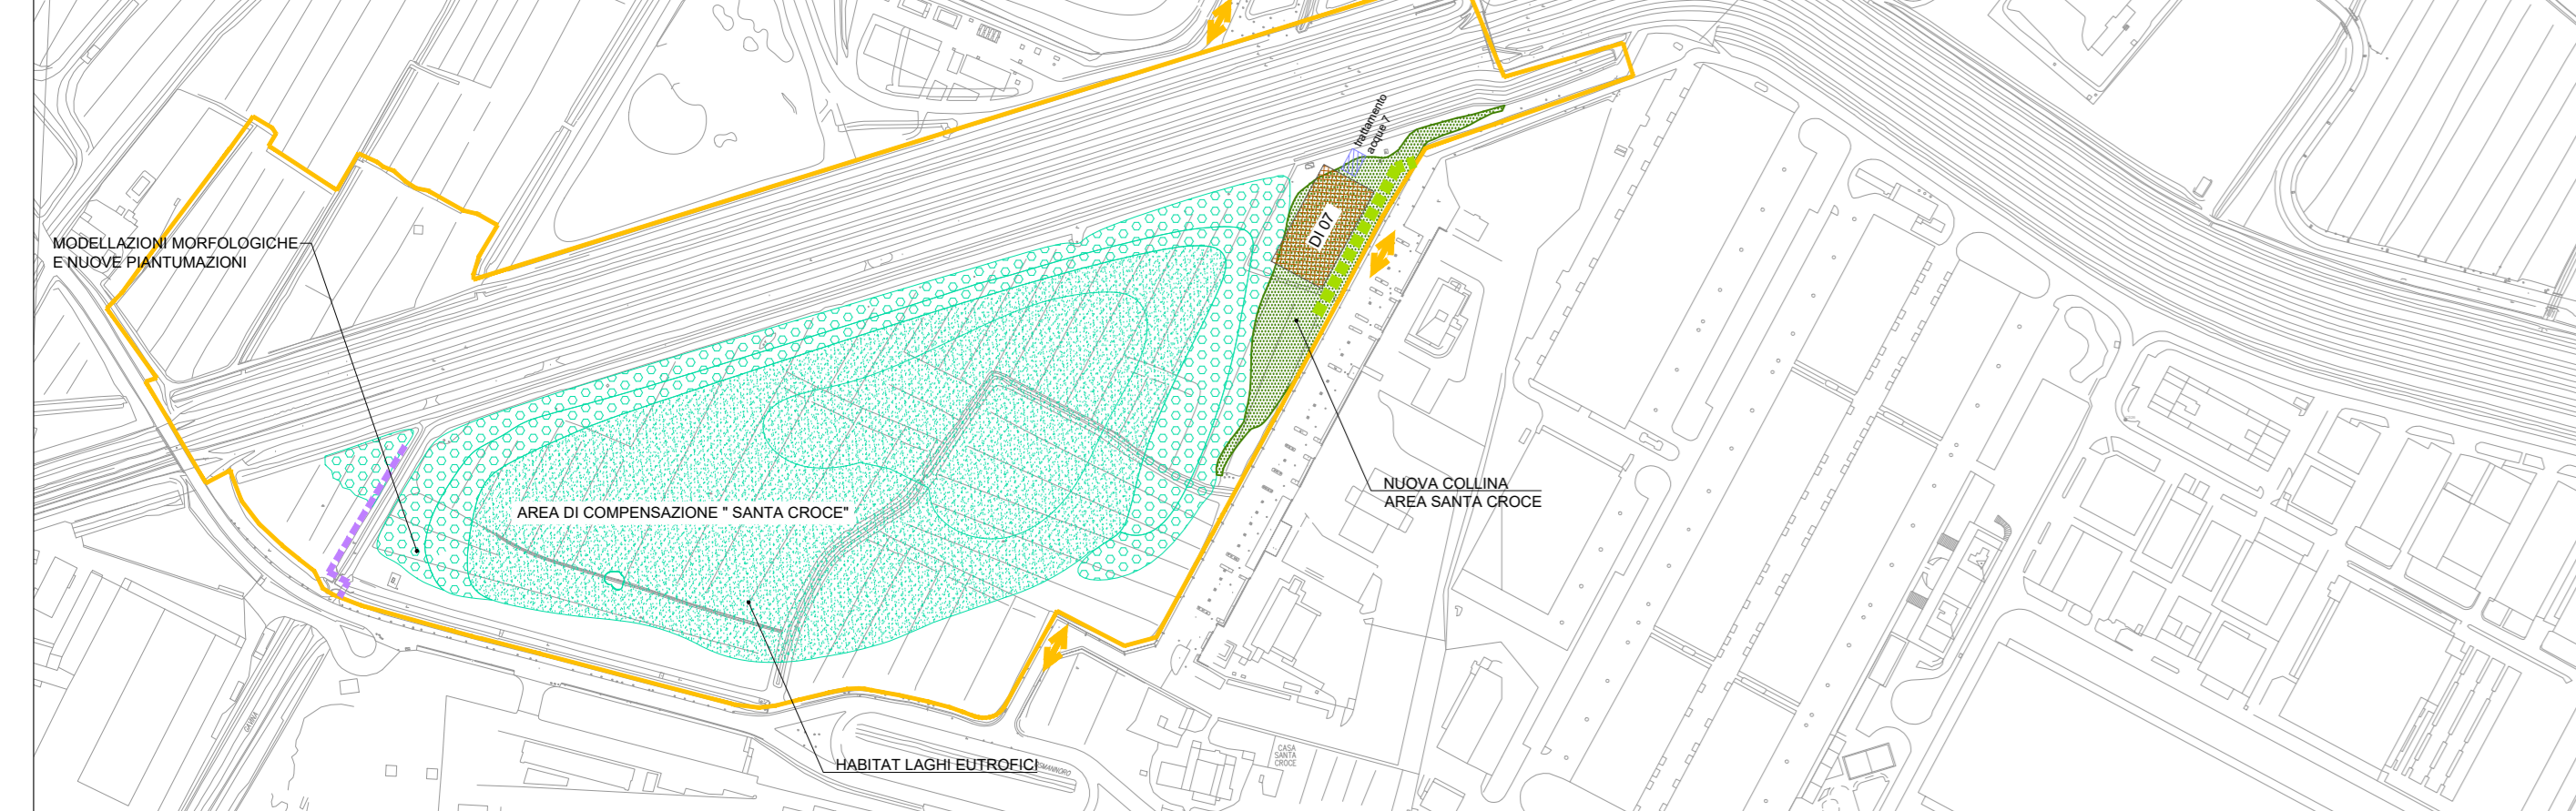 trattamento
acque 7
DI 07
MODELLAZIONI MORFOLOGICHE
E NUOVE PIANTUMAZIONI
NUOVA COLLINA
AREA SANTA CROCE
AREA DI COMPENSAZIONE " SANTA CROCE"
HABITAT LAGHI EUTROFICI
CASA
SANTA
CROCE